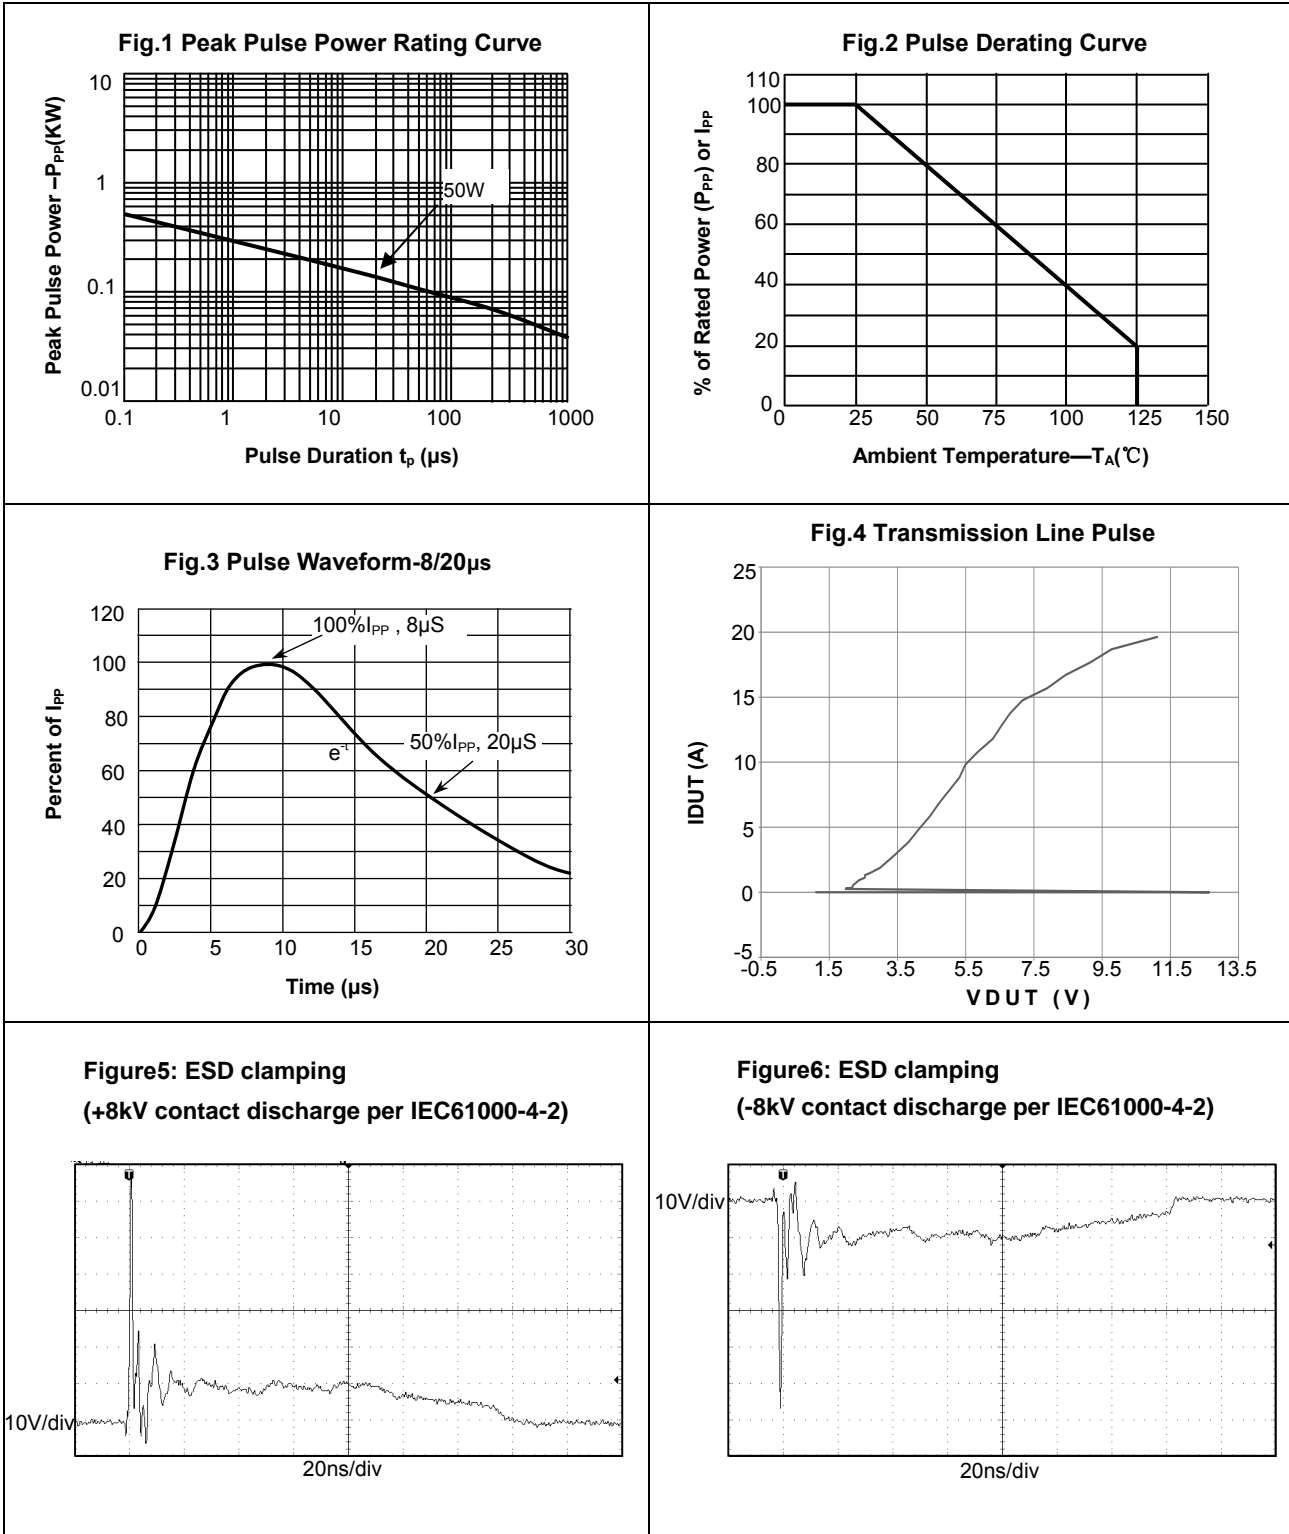 Fig.1 Peak Pulse Power Rating Curve
Peak Pulse Power –PPP(KW)
10
1
0.1
0.01
50W
0.1 1 10 100 1000
Pulse Duration tp (µs)
Fig.2 Pulse Derating Curve
% of Rated Power (PPP) or IPP
110
100
80
60
40
20
0
0 25 50 75 100 125 150
Ambient Temperature—TA(℃)
Fig.3 Pulse Waveform-8/20µs
Percent of IPP
120
100
80
60
40
20
0
100%IPP , 8µS
e-t
50%IPP, 20µS
0 5 10 15 20 25 30
Time (µs)
Fig.4 Transmission Line Pulse
IDUT (A)
25
20
15
10
5
0
-5
-0.5 1.5 3.5 5.5 7.5 9.5 11.5 13.5
VDUT (V)
Figure5: ESD clamping
(+8kV contact discharge per IEC61000-4-2)
T
10V/div
20ns/div
Figure6: ESD clamping
(-8kV contact discharge per IEC61000-4-2)
T
10V/div
20ns/div